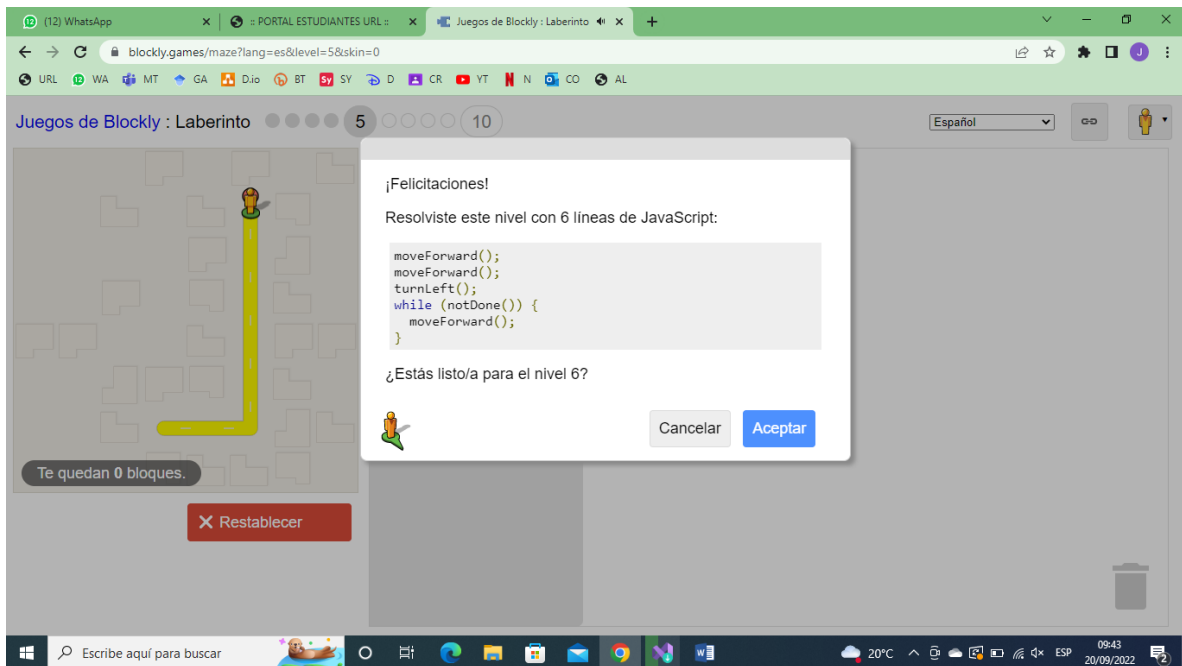 (12) WhatsApp
:: PORTAL ESTUDIANTES URL ::
Juegos de Blockly : Laberinto
blockly.games/maze?lang=es&level=5&skin=0
J
URL WA MT GA D.io BT Sy SY D CR YT N CO AL
Juegos de Blockly : Laberinto 5 10
Español
¡Felicitaciones!
Resolviste este nivel con 6 líneas de JavaScript:
moveForward();
moveForward();
turnLeft();
while (notDone()) {
  moveForward();
}
¿Estás listo/a para el nivel 6?
Cancelar Aceptar
Te quedan 0 bloques.
Restablecer
Escribe aquí para buscar
20°C ESP 09:43
20/09/2022
2